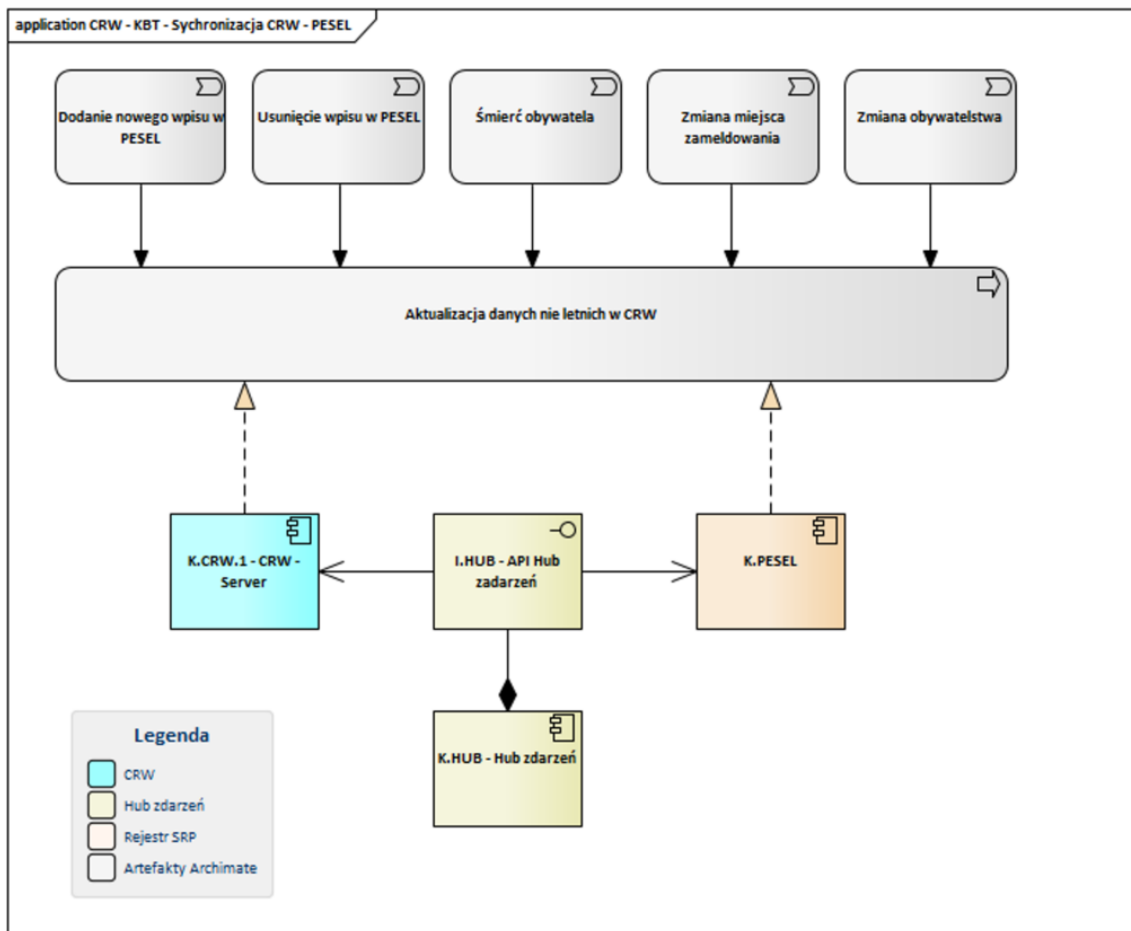 application CRW - KBT - Sychronizacja CRW - PESEL
Dodanie nowego wpisu w
PESEL
Usunięcie wpisu w PESEL
Śmierć obywatela
Zmiana miejsca
zameldowania
Zmiana obywatelstwa
Aktualizacja danych nie letnich w CRW
K.CRW.1 - CRW -
Server
I.HUB - API Hub
zadarzeń
K.PESEL
K.HUB - Hub zdarzeń
Legenda
CRW
Hub zdarzeń
Rejestr SRP
Artefakty Archimate